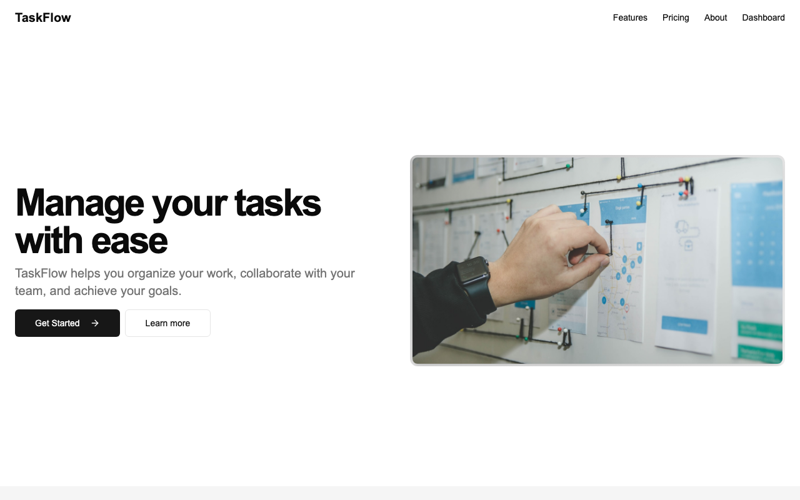 TaskFlow
Features Pricing About Dashboard
Manage your tasks
with ease
TaskFlow helps you organize your work, collaborate with your
team, and achieve your goals.
Get Started
Learn more